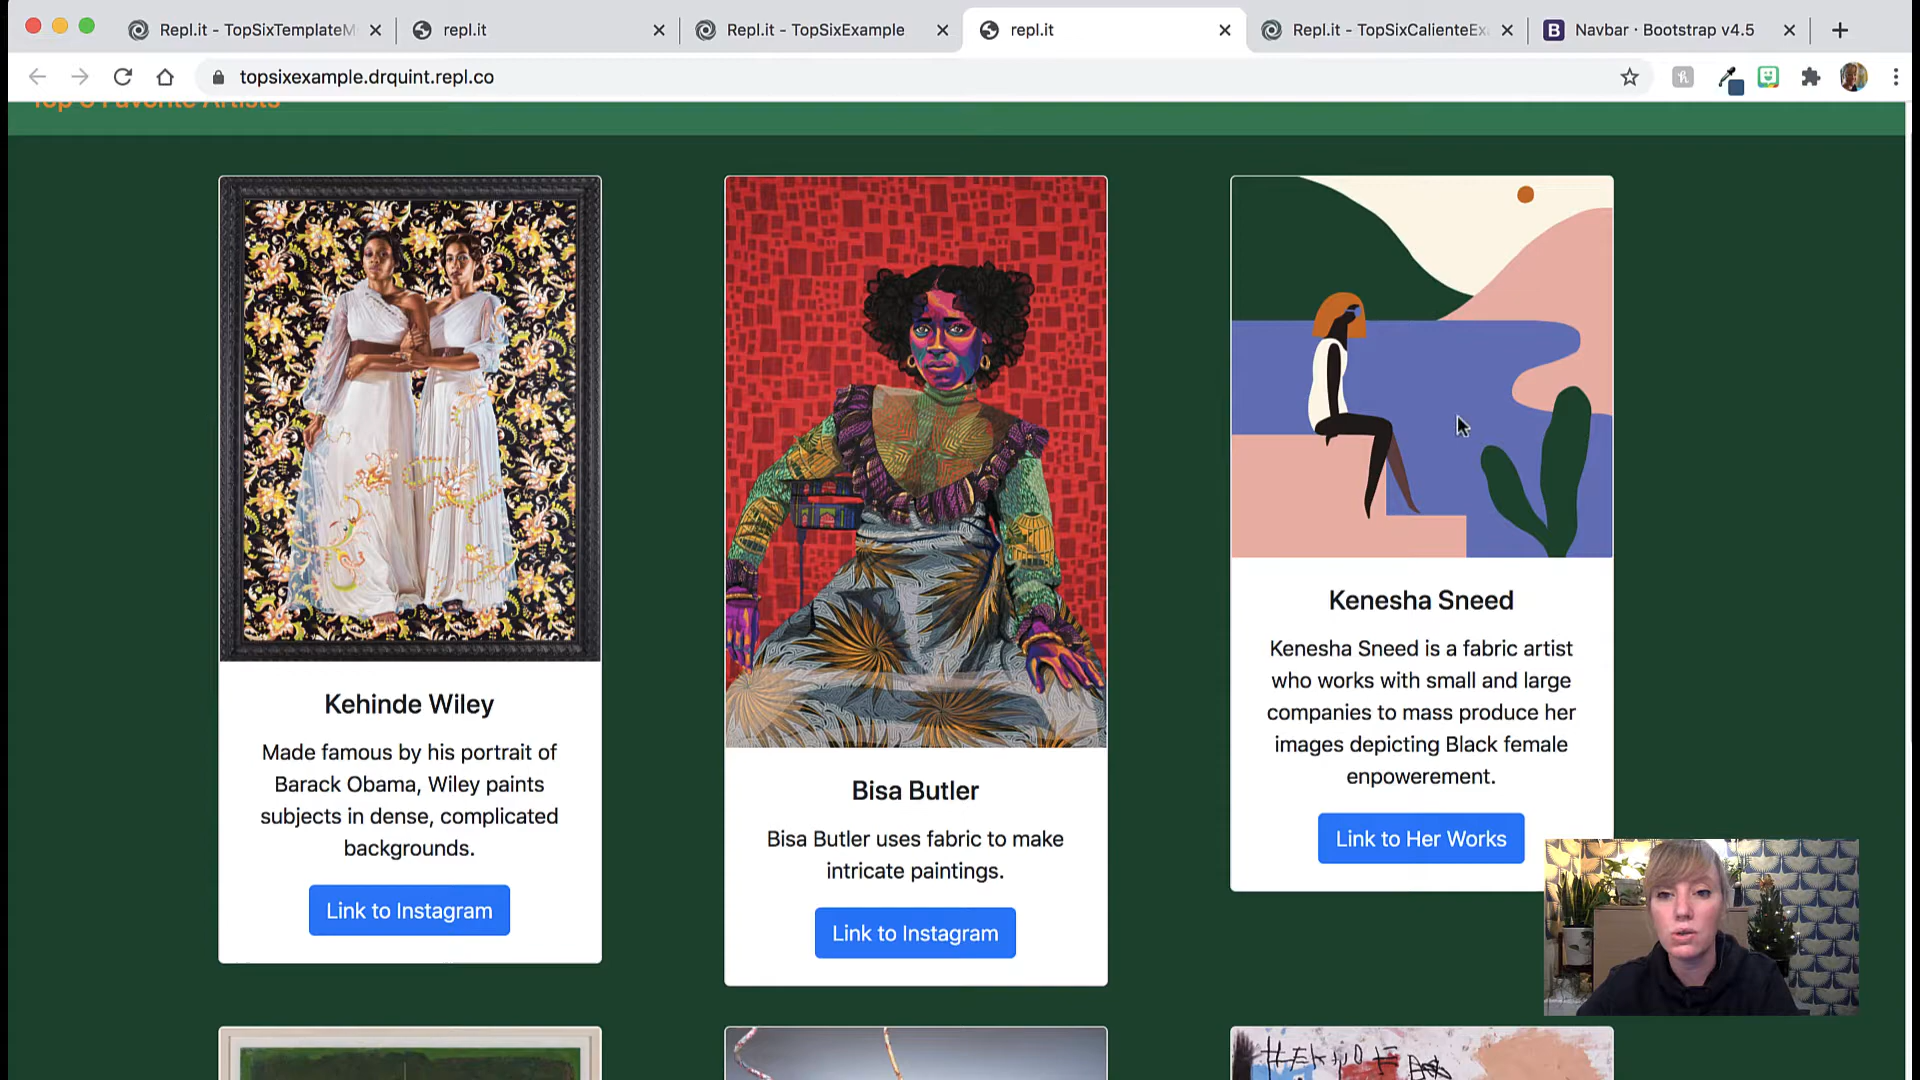 Repl.it - TopSixTemplateM
repl.it
Repl.it - TopSixExample
repl.it
Repl.it - TopSixCalienteEx
Navbar · Bootstrap v4.5
topsixexample.drquint.repl.co
Top 6 Favorite Artists
Kehinde Wiley
Made famous by his portrait of
Barack Obama, Wiley paints
subjects in dense, complicated
backgrounds.
Link to Instagram
Bisa Butler
Bisa Butler uses fabric to make
intricate paintings.
Link to Instagram
Kenesha Sneed
Kenesha Sneed is a fabric artist
who works with small and large
companies to mass produce her
images depicting Black female
enpowerement.
Link to Her Works